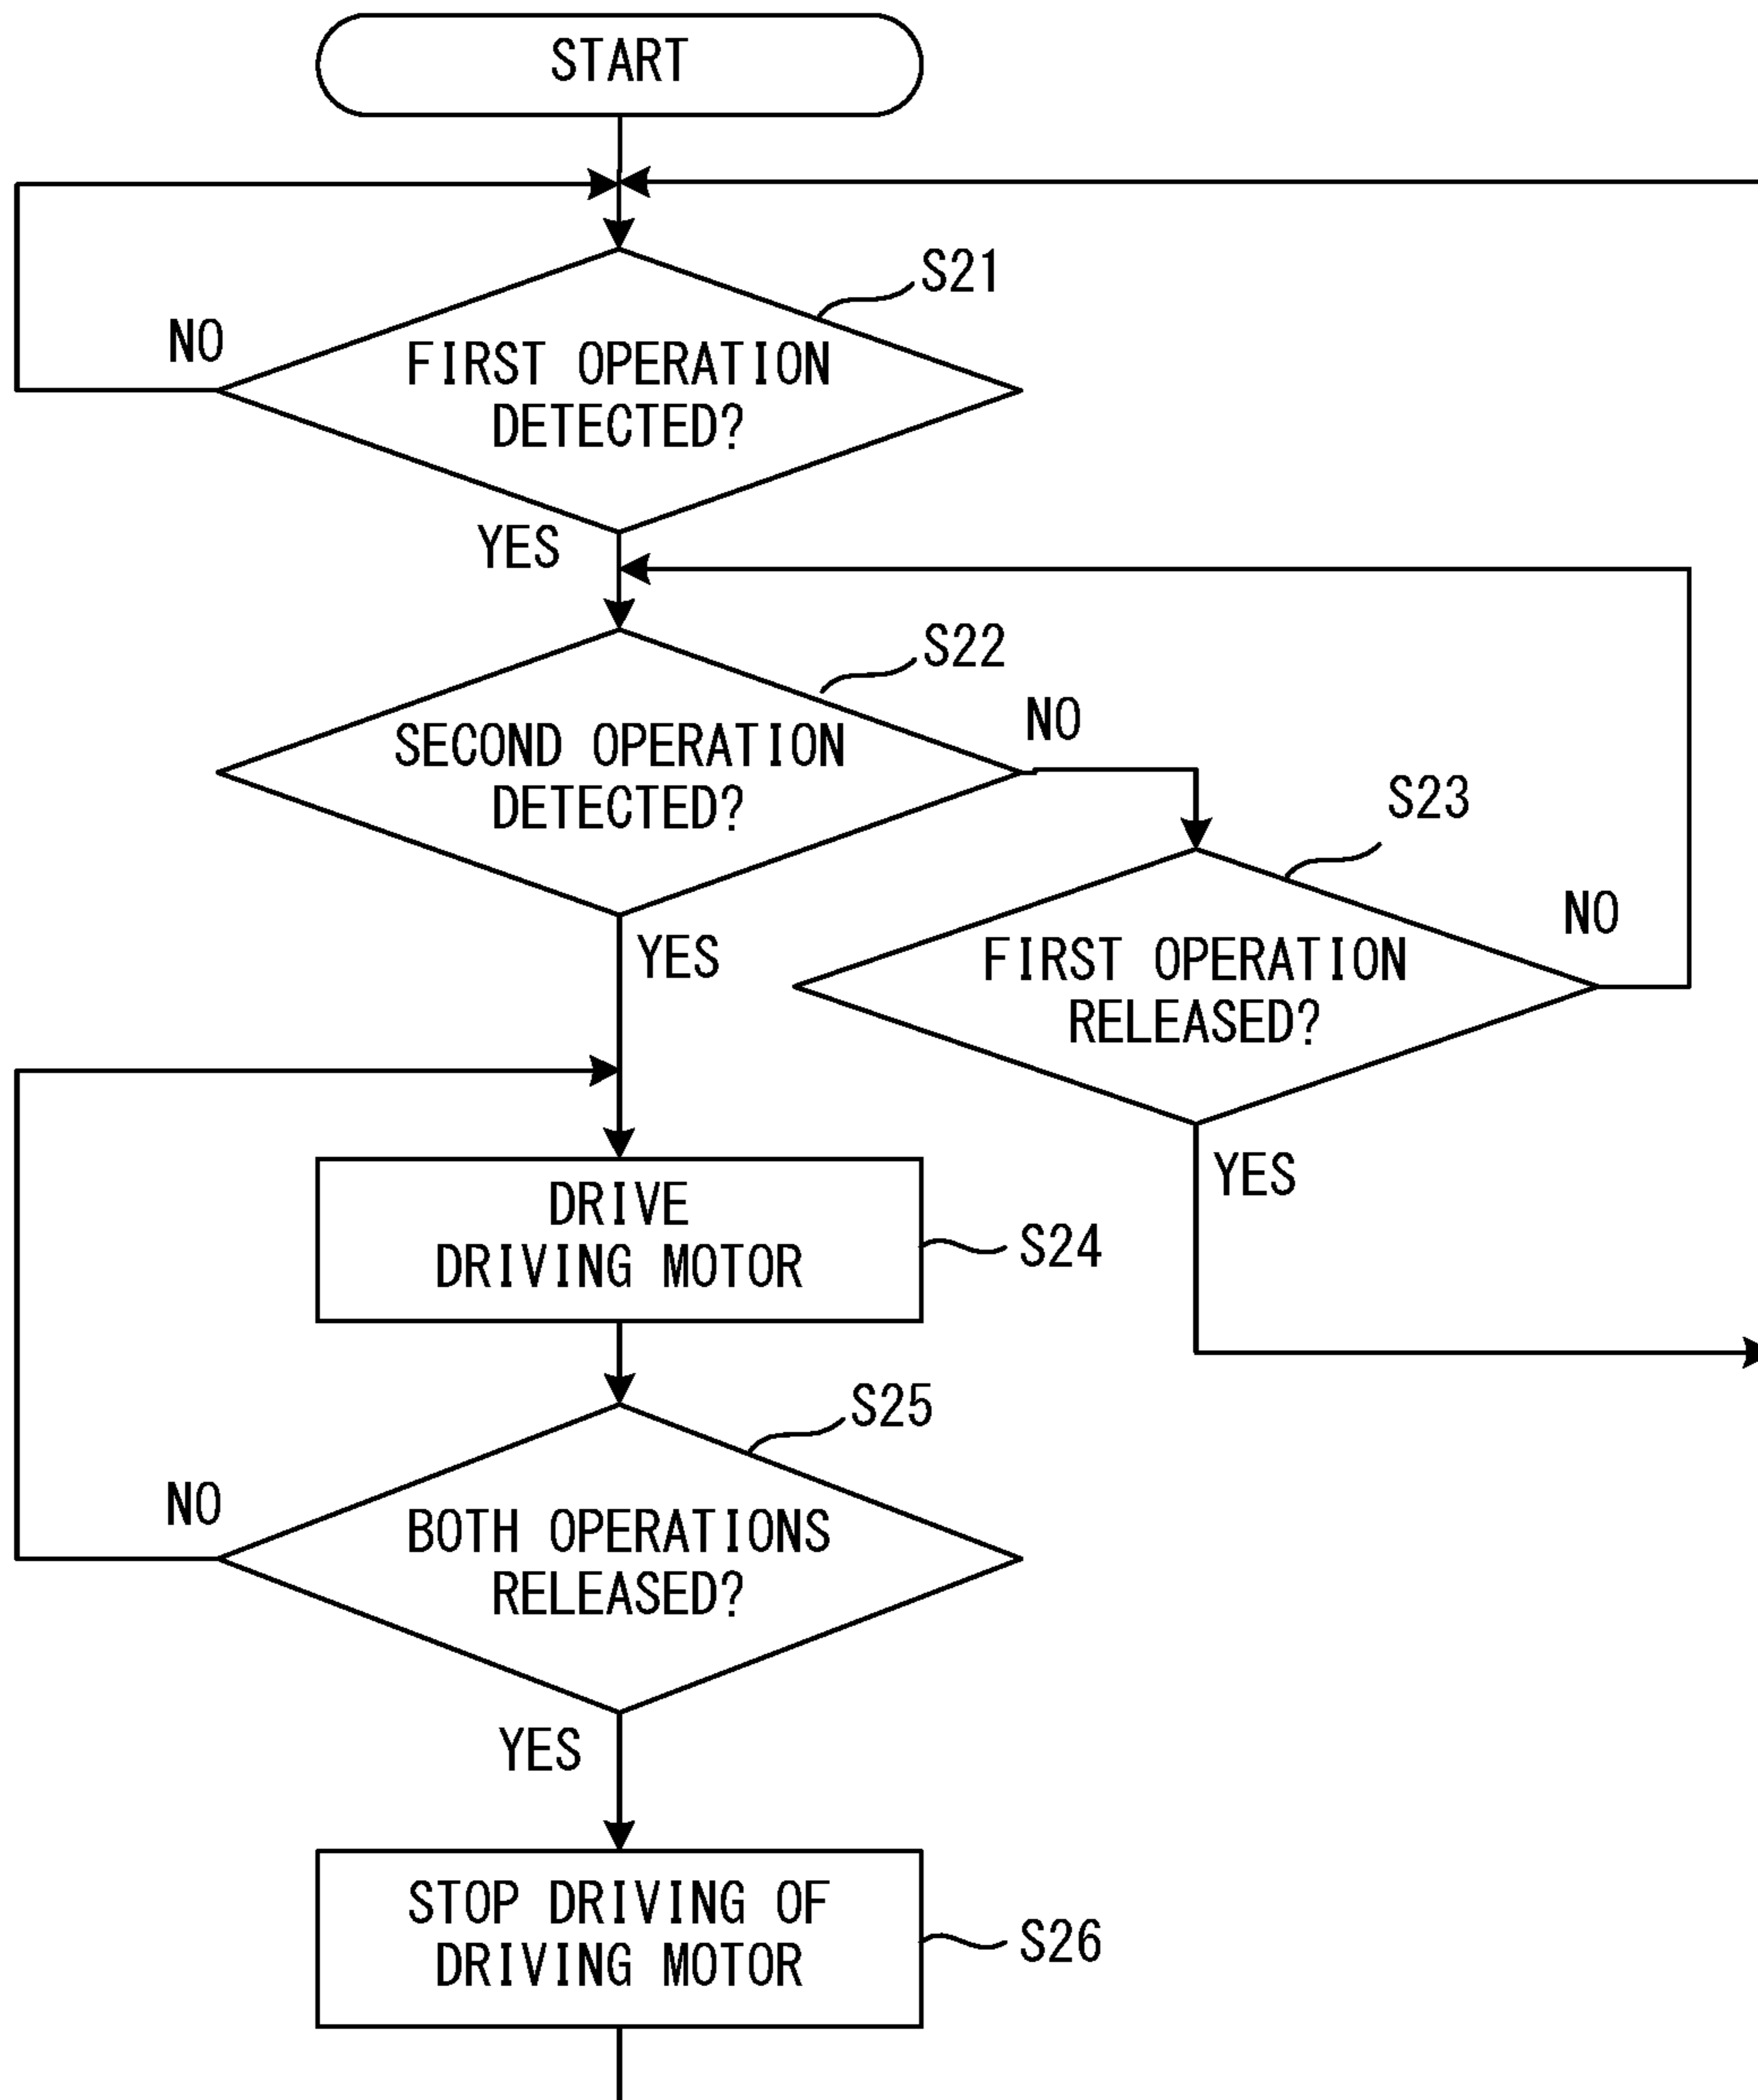 START
S21
NO
FIRST OPERATION
DETECTED?
YES
S22
NO
SECOND OPERATION
DETECTED?
S23
YES
NO
FIRST OPERATION
RELEASED?
YES
DRIVE
DRIVING MOTOR
S24
S25
NO
BOTH OPERATIONS
RELEASED?
YES
STOP DRIVING OF
DRIVING MOTOR
S26